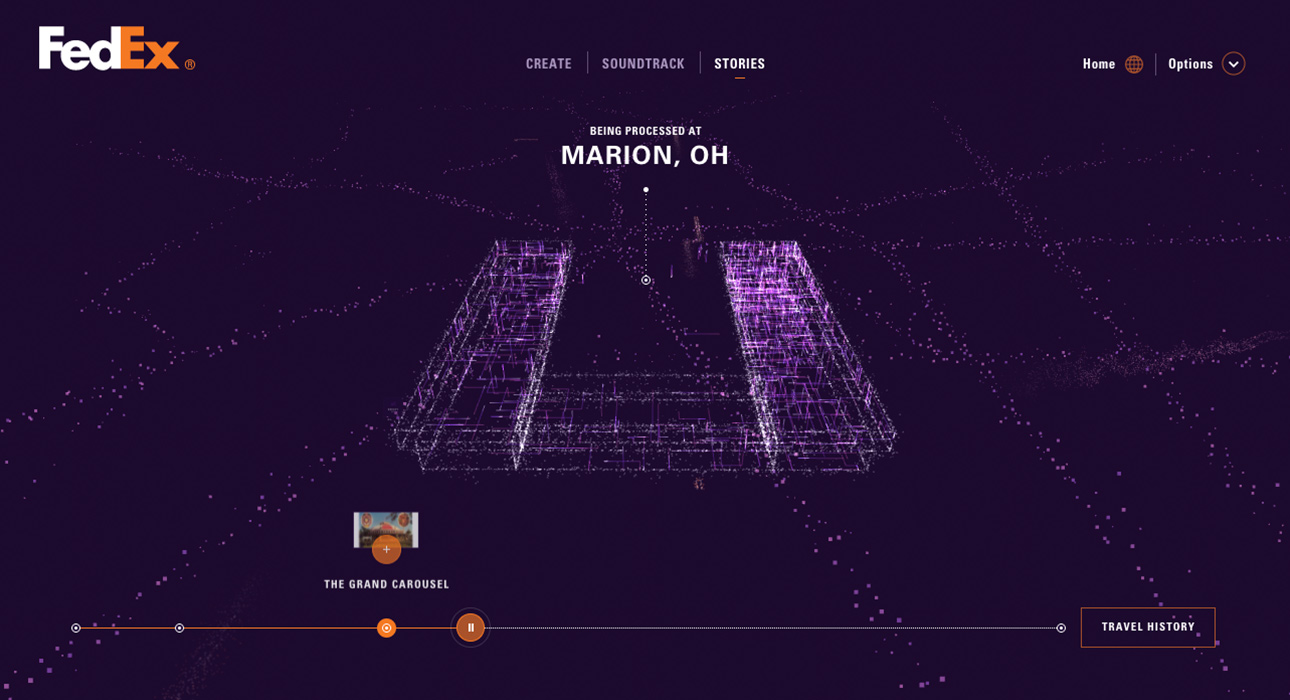 FedEx®
CREATE
SOUNDTRACK
STORIES
Home
Options
BEING PROCESSED AT
MARION, OH
THE GRAND CAROUSEL
TRAVEL HISTORY